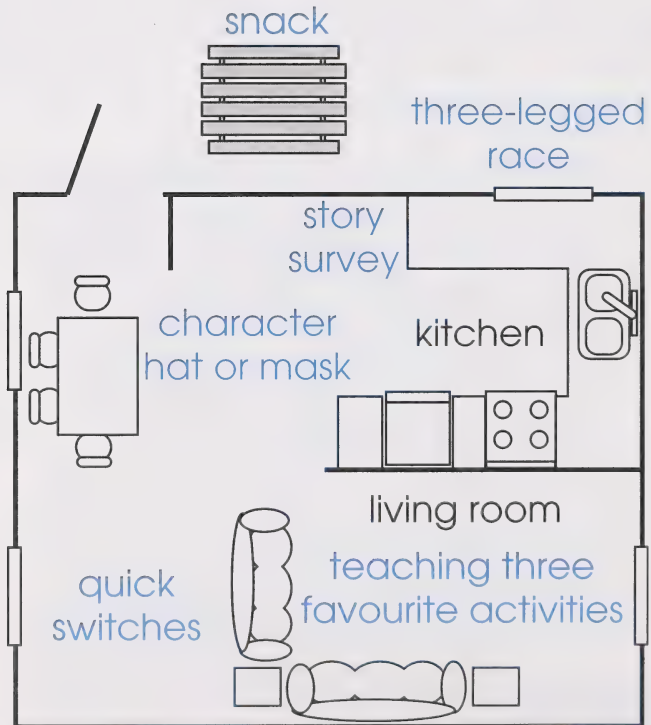 snack
three-legged
race
story
survey
character
hat or mask
kitchen
living room
teaching three
favourite activities
quick
switches